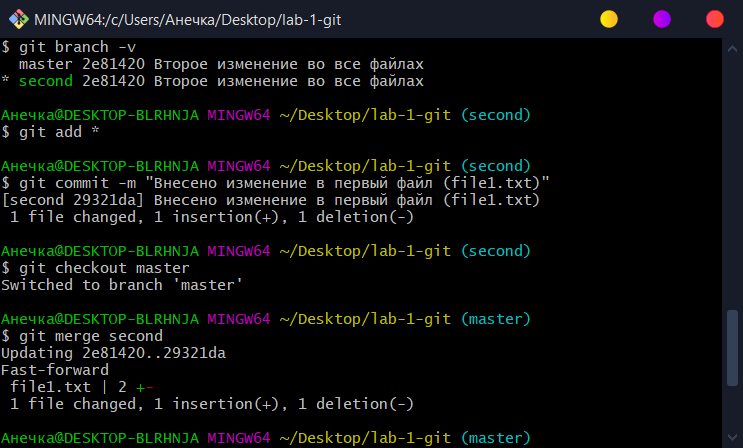 MINGW64:/c/Users/Анечка/Desktop/lab-1-git
$ git branch -v
  master 2e81420 Второе изменение во все файлах
* second 2e81420 Второе изменение во все файлах
Анечка@DESKTOP-BLRHNJA MINGW64 ~/Desktop/lab-1-git (second)
$ git add *
Анечка@DESKTOP-BLRHNJA MINGW64 ~/Desktop/lab-1-git (second)
$ git commit -m "Внесено изменение в первый файл (file1.txt)"
[second 29321da] Внесено изменение в первый файл (file1.txt)
 1 file changed, 1 insertion(+), 1 deletion(-)
Анечка@DESKTOP-BLRHNJA MINGW64 ~/Desktop/lab-1-git (second)
$ git checkout master
Switched to branch 'master'
Анечка@DESKTOP-BLRHNJA MINGW64 ~/Desktop/lab-1-git (master)
$ git merge second
Updating 2e81420..29321da
Fast-forward
 file1.txt | 2 +-
 1 file changed, 1 insertion(+), 1 deletion(-)
Анечка@DESKTOP-BLRHNJA MINGW64 ~/Desktop/lab-1-git (master)